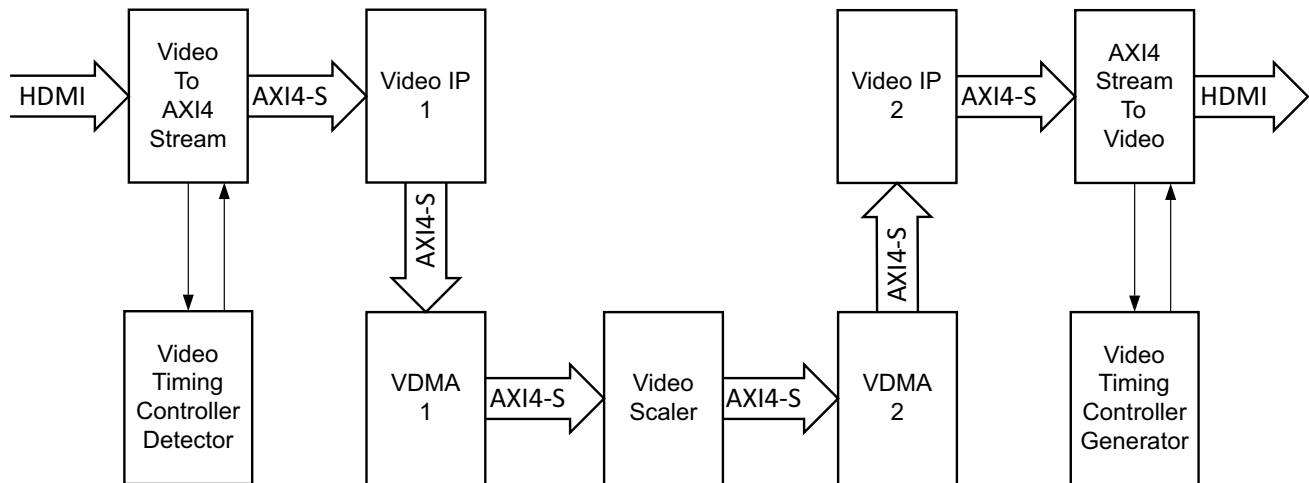 HDMI
Video
To
AXI4
Stream
AXI4-S
Video IP
1
Video IP
2
AXI4-S
AXI4
Stream
To
Video
HDMI
AXI4-S
AXI4-S
Video
Timing
Controller
Detector
VDMA
1
AXI4-S
Video
Scaler
AXI4-S
VDMA
2
Video
Timing
Controller
Generator